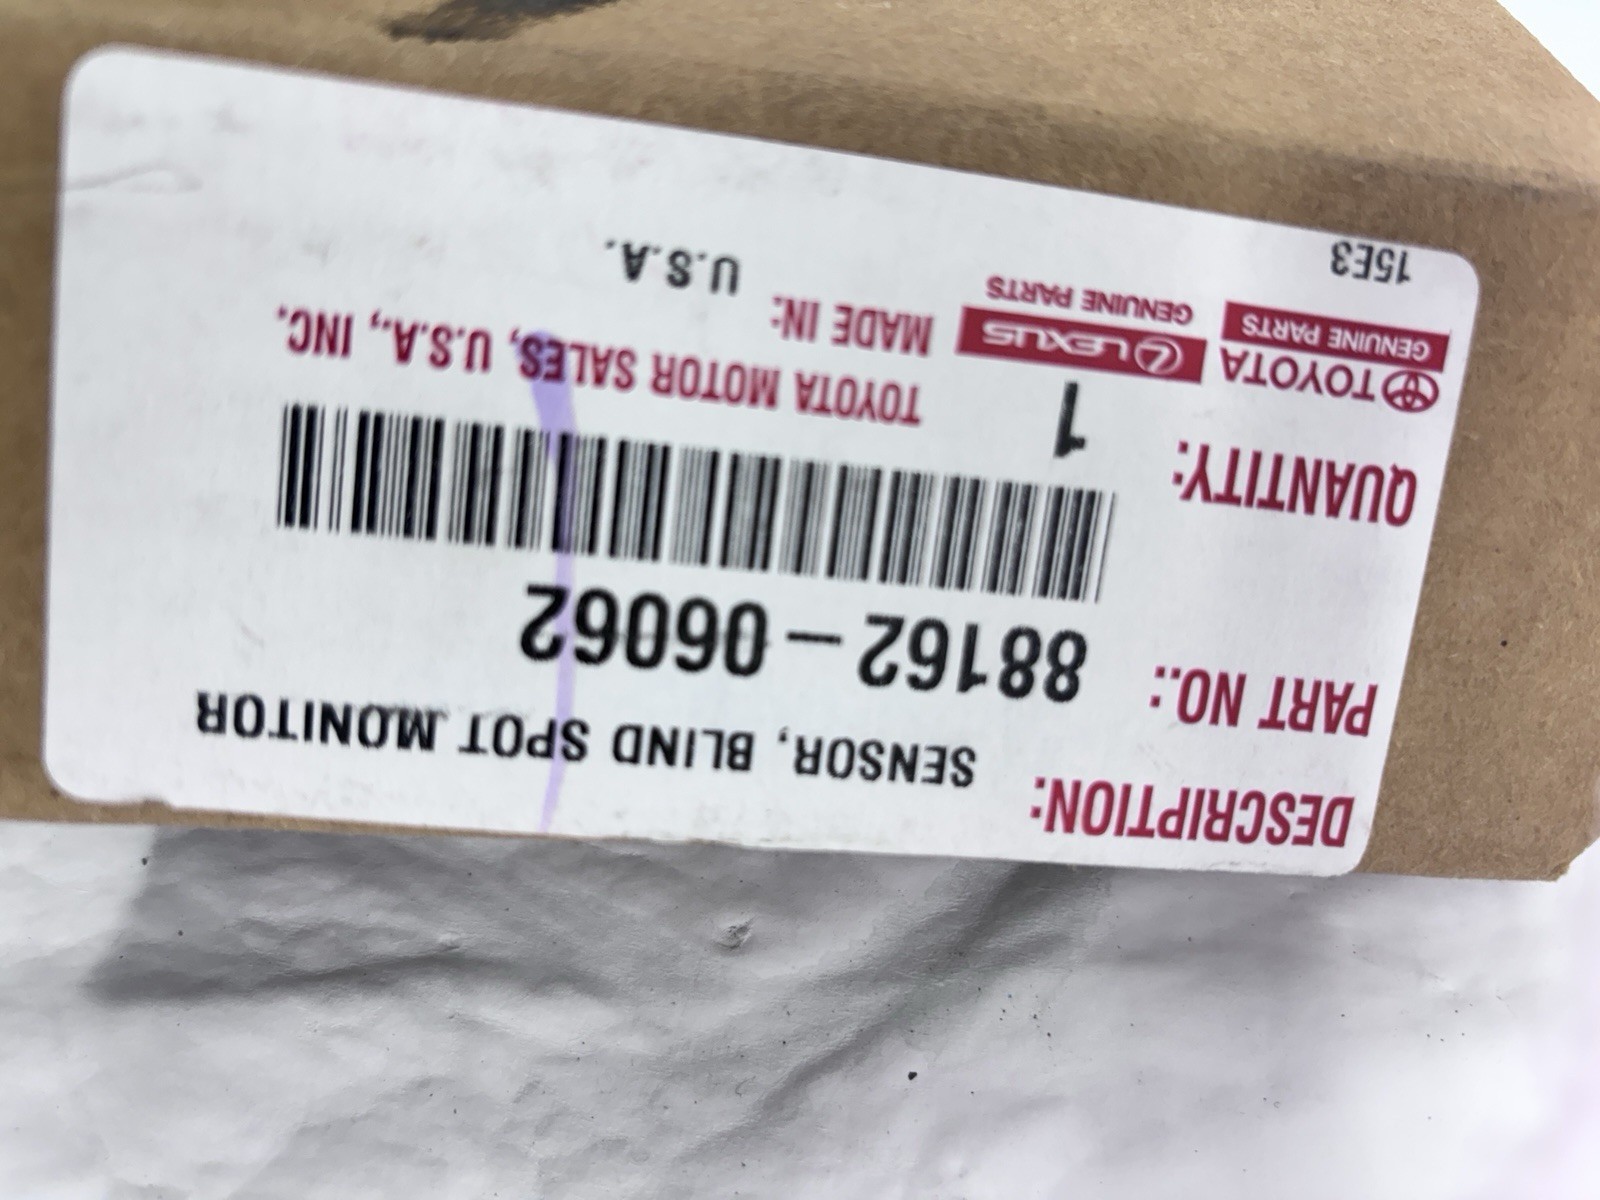 DESCRIPTION: SENSOR, BLIND SPOT MONITOR
PART NO.: 88162-06062
QUANTITY: 1
TOYOTA MOTOR SALES, U.S.A., INC.
TOYOTA
GENUINE PARTS
LEXUS
GENUINE PARTS
MADE IN: U.S.A.
15E3